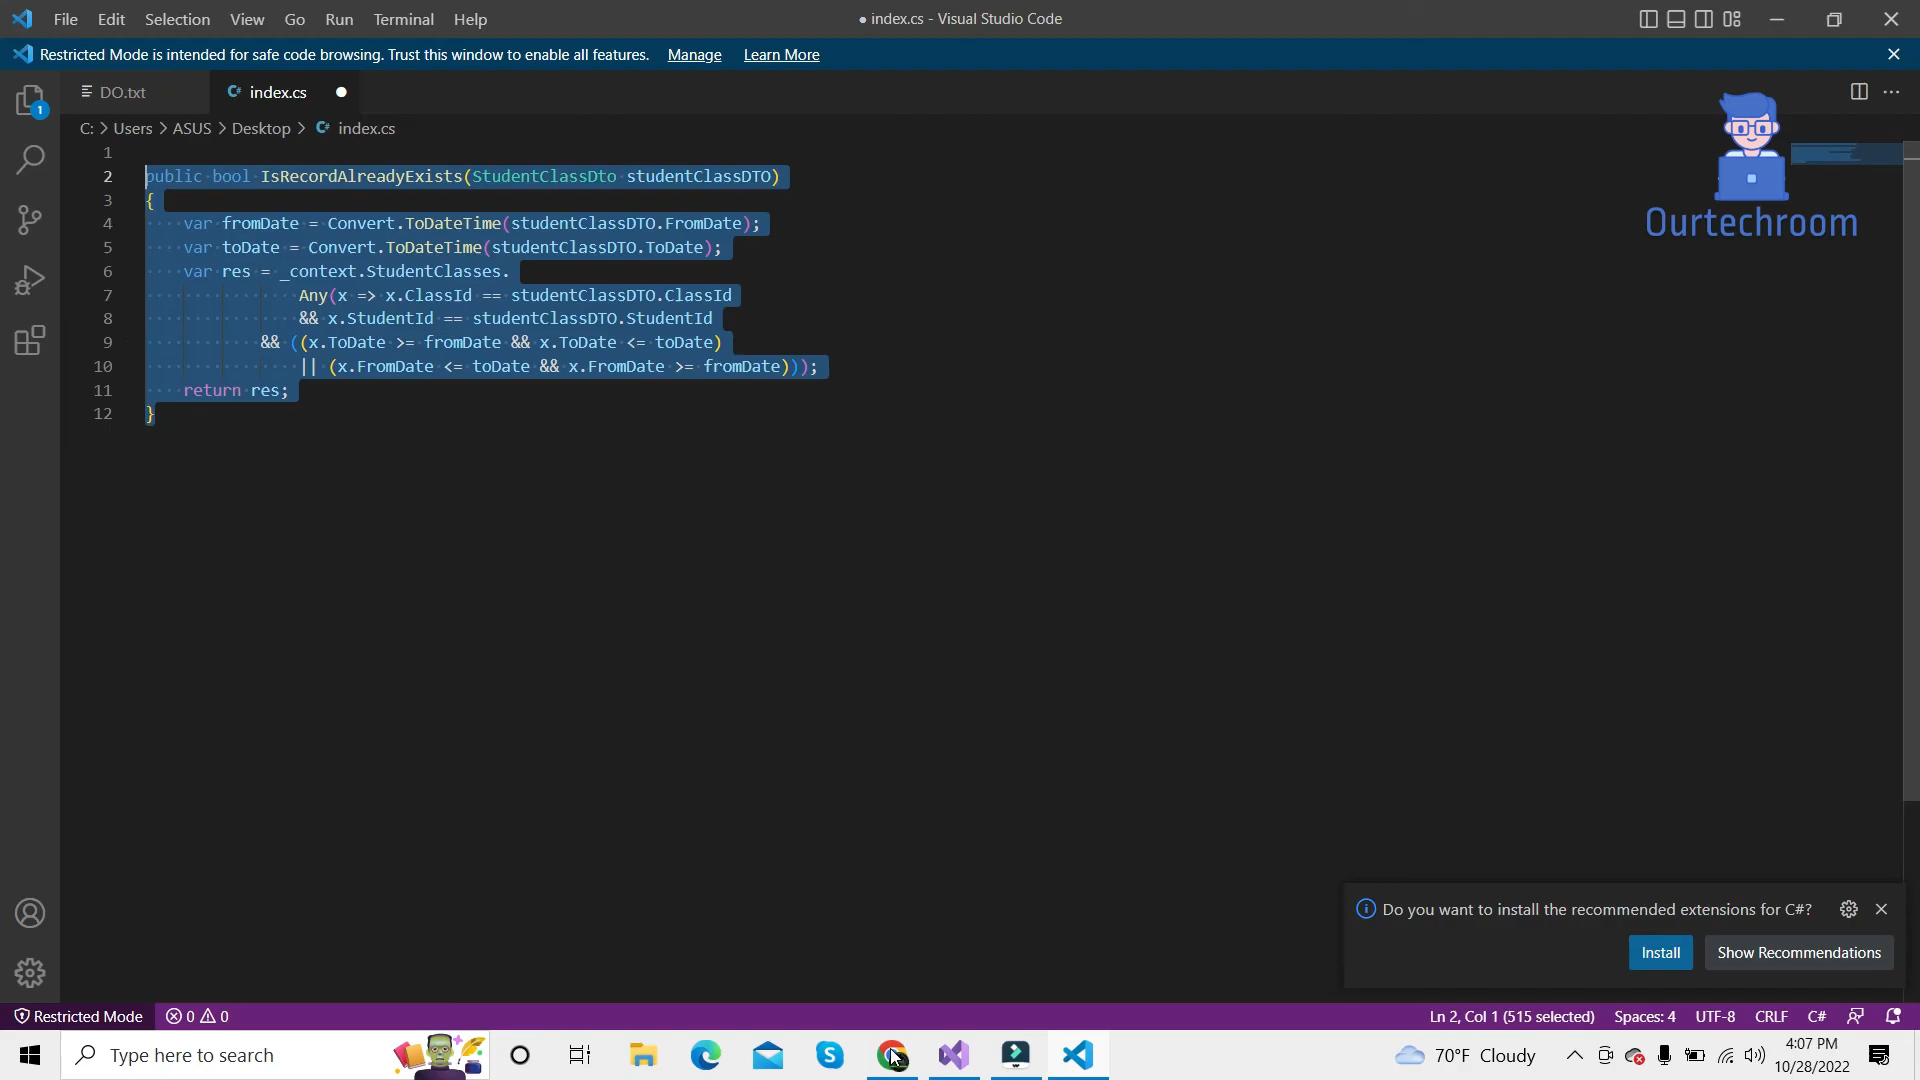 File Edit Selection View Go Run Terminal Help
● index.cs - Visual Studio Code
Restricted Mode is intended for safe code browsing. Trust this window to enable all features. Manage Learn More
DO.txt
index.cs
C: > Users > ASUS > Desktop > index.cs
Ourtechroom
1
2 public bool IsRecordAlreadyExists(StudentClassDto studentClassDTO)
3 {
4 var fromDate = Convert.ToDateTime(studentClassDTO.FromDate);
5 var toDate = Convert.ToDateTime(studentClassDTO.ToDate);
6 var res = _context.StudentClasses.
7 Any(x => x.ClassId == studentClassDTO.ClassId
8 && x.StudentId == studentClassDTO.StudentId
9 && ((x.ToDate >= fromDate && x.ToDate <= toDate)
10 || (x.FromDate <= toDate && x.FromDate >= fromDate)));
11 return res;
12 }
1
Do you want to install the recommended extensions for C#?
Install
Show Recommendations
Restricted Mode 0 0
Ln 2, Col 1 (515 selected) Spaces: 4 UTF-8 CRLF C#
Type here to search
70°F Cloudy
4:07 PM
10/28/2022